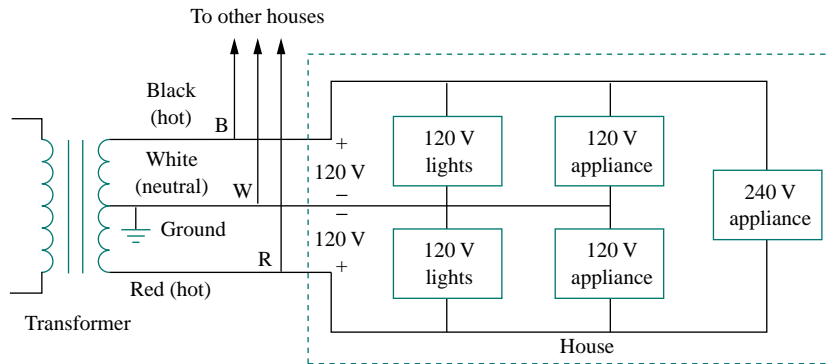 To other houses
Black
(hot)
B
White
(neutral)
W
Ground
R
Red (hot)
Transformer
+
120 V
−
−
120 V
+
120 V
lights
120 V
appliance
240 V
appliance
120 V
lights
120 V
appliance
House